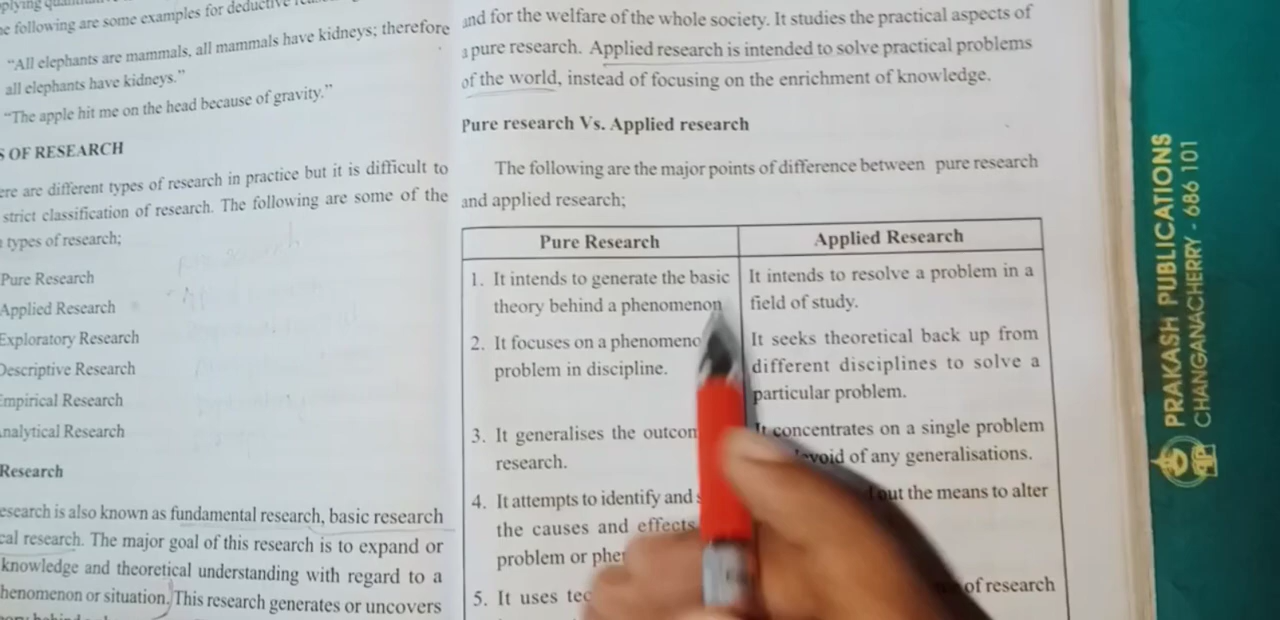 e following are some examples for deductive
"All elephants are mammals, all mammals have kidneys; therefore
all elephants have kidneys."
"The apple hit me on the head because of gravity."
S OF RESEARCH
ere are different types of research in practice but it is difficult to
strict classification of research. The following are some of the
types of research;
Pure Research
Applied Research
Exploratory Research
Descriptive Research
Empirical Research
nalytical Research
Research
esearch is also known as fundamental research, basic research
cal research. The major goal of this research is to expand or
knowledge and theoretical understanding with regard to a
henomenon or situation. This research generates or uncovers
and for the welfare of the whole society. It studies the practical aspects of
a pure research. Applied research is intended to solve practical problems
of the world, instead of focusing on the enrichment of knowledge.
Pure research Vs. Applied research
The following are the major points of difference between pure research
and applied research;
Pure Research
Applied Research
1. It intends to generate the basic
theory behind a phenomenon
It intends to resolve a problem in a
field of study.
2. It focuses on a phenomeno
problem in discipline.
It seeks theoretical back up from
different disciplines to solve a
particular problem.
3. It generalises the outcom
research.
It concentrates on a single problem
void of any generalisations.
4. It attempts to identify and
the causes and effects
problem or phe
out the means to alter
5. It uses tec
of research
PRAKASH PUBLICATIONS
CHANGANACHERRY - 686 101